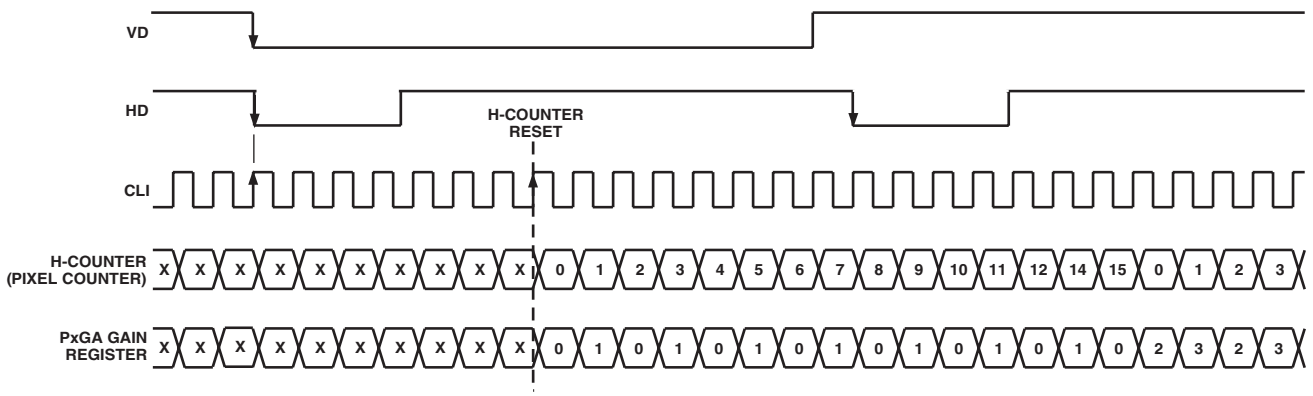 VD
HD
H-COUNTER
RESET
CLI
H-COUNTER
(PIXEL COUNTER)
X X X X X X X X X X 0 1 2 3 4 5 6 7 8 9 10 11 12 14 15 0 1 2 3
PxGA GAIN
REGISTER
X X X X X X X X X X 0 1 0 1 0 1 0 1 0 1 0 1 0 1 0 2 3 2 3